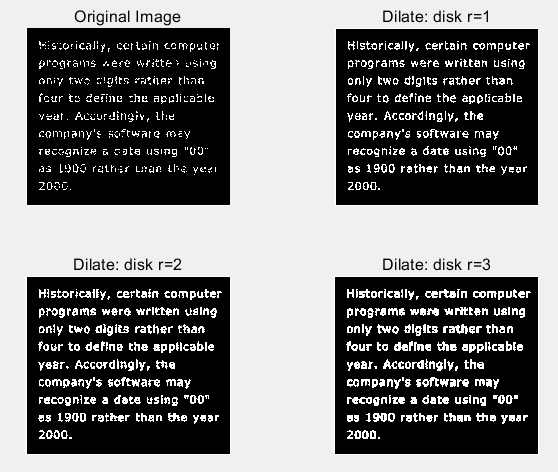 Original Image
Historically, certain computer
programs were written using
only two digits rather than
four to define the applicable
year. Accordingly, the
company's software may
recognize a date using "00"
as 1900 rather than the year
2000.
Dilate: disk r=1
Historically, certain computer
programs were written using
only two digits rather than
four to define the applicable
year. Accordingly, the
company's software may
recognize a date using "00"
as 1900 rather than the year
2000.
Dilate: disk r=2
Historically, certain computer
programs were written using
only two digits rather than
four to define the applicable
year. Accordingly, the
company's software may
recognize a date using "00"
as 1900 rather than the year
2000.
Dilate: disk r=3
Historically, certain computer
programs were written using
only two digits rather than
four to define the applicable
year. Accordingly, the
company's software may
recognize a date using "00"
as 1900 rather than the year
2000.